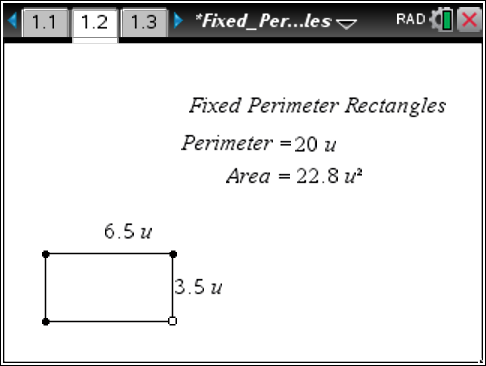 1.1 1.2 1.3 *Fixed_Per...les RAD
Fixed Perimeter Rectangles
Perimeter = 20 u
Area = 22.8 u²
6.5 u
3.5 u